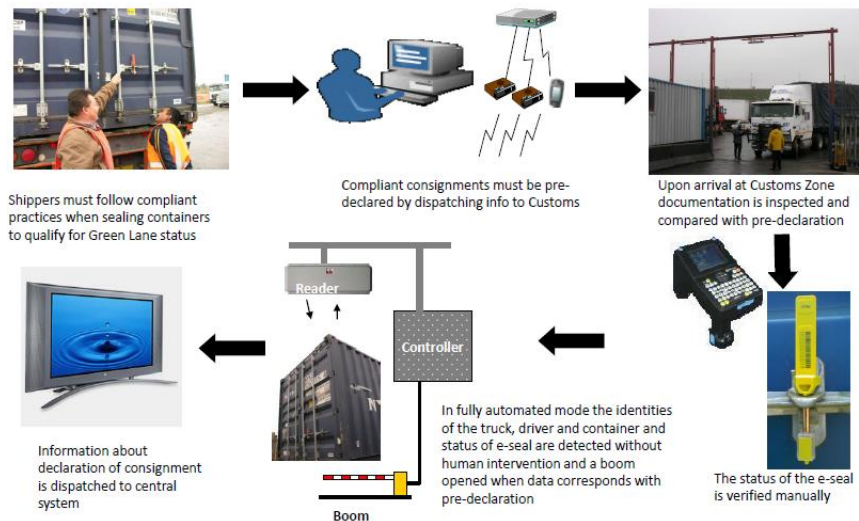 Shippers must follow compliant
practices when sealing containers
to qualify for Green Lane status
Compliant consignments must be pre-
declared by dispatching info to Customs
Upon arrival at Customs Zone
documentation is inspected and
compared with pre-declaration
The status of the e-seal
is verified manually
Reader
Controller
In fully automated mode the identities
of the truck, driver and container and
status of e-seal are detected without
human intervention and a boom
opened when data corresponds with
pre-declaration
Boom
Information about
declaration of consignment
is dispatched to central
system